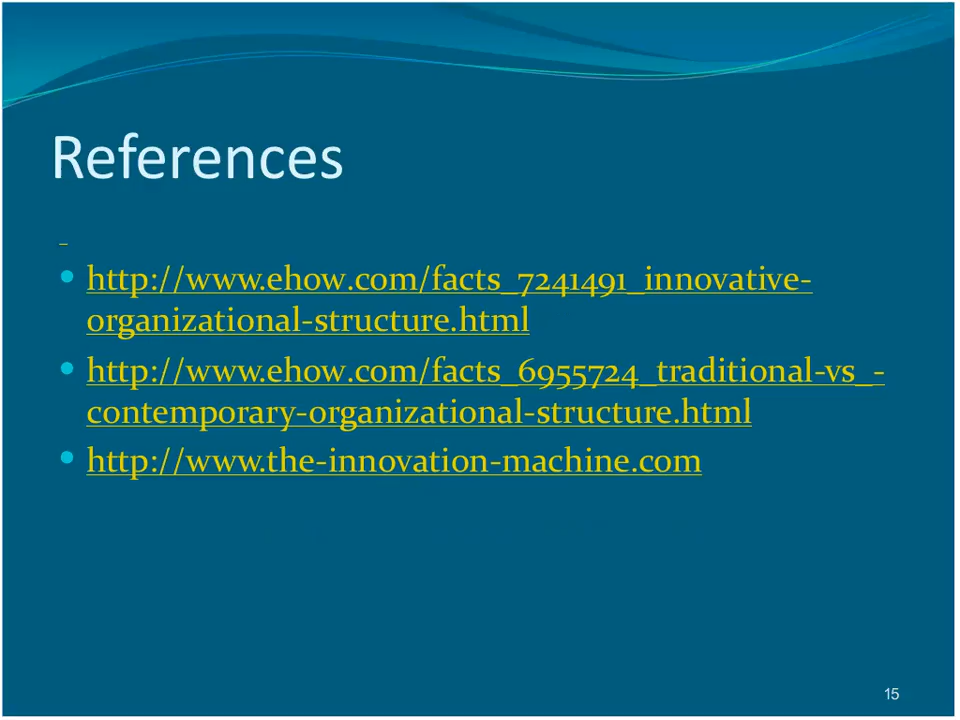 References
• http://www.ehow.com/facts_7241491_innovative-
organizational-structure.html
• http://www.ehow.com/facts_6955724_traditional-vs_-
contemporary-organizational-structure.html
• http://www.the-innovation-machine.com
15